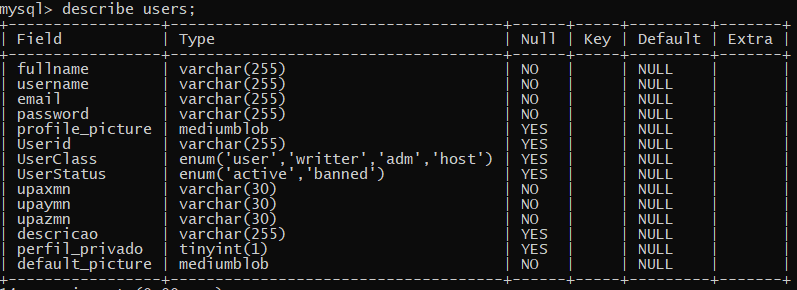 mysql> describe users;
+-----------------+--------------------------------------+------+-----+---------+-------+
| Field | Type | Null | Key | Default | Extra |
+-----------------+--------------------------------------+------+-----+---------+-------+
| fullname | varchar(255) | NO | | NULL | |
| username | varchar(255) | NO | | NULL | |
| email | varchar(255) | NO | | NULL | |
| password | varchar(255) | NO | | NULL | |
| profile_picture | mediumblob | YES | | NULL | |
| Userid | varchar(255) | YES | | NULL | |
| UserClass | enum('user','writter','adm','host') | YES | | NULL | |
| UserStatus | enum('active','banned') | YES | | NULL | |
| upaxmn | varchar(30) | NO | | NULL | |
| upaymn | varchar(30) | NO | | NULL | |
| upazmn | varchar(30) | NO | | NULL | |
| descricao | varchar(255) | YES | | NULL | |
| perfil_privado | tinyint(1) | YES | | NULL | |
| default_picture | mediumblob | NO | | NULL | |
+-----------------+--------------------------------------+------+-----+---------+-------+